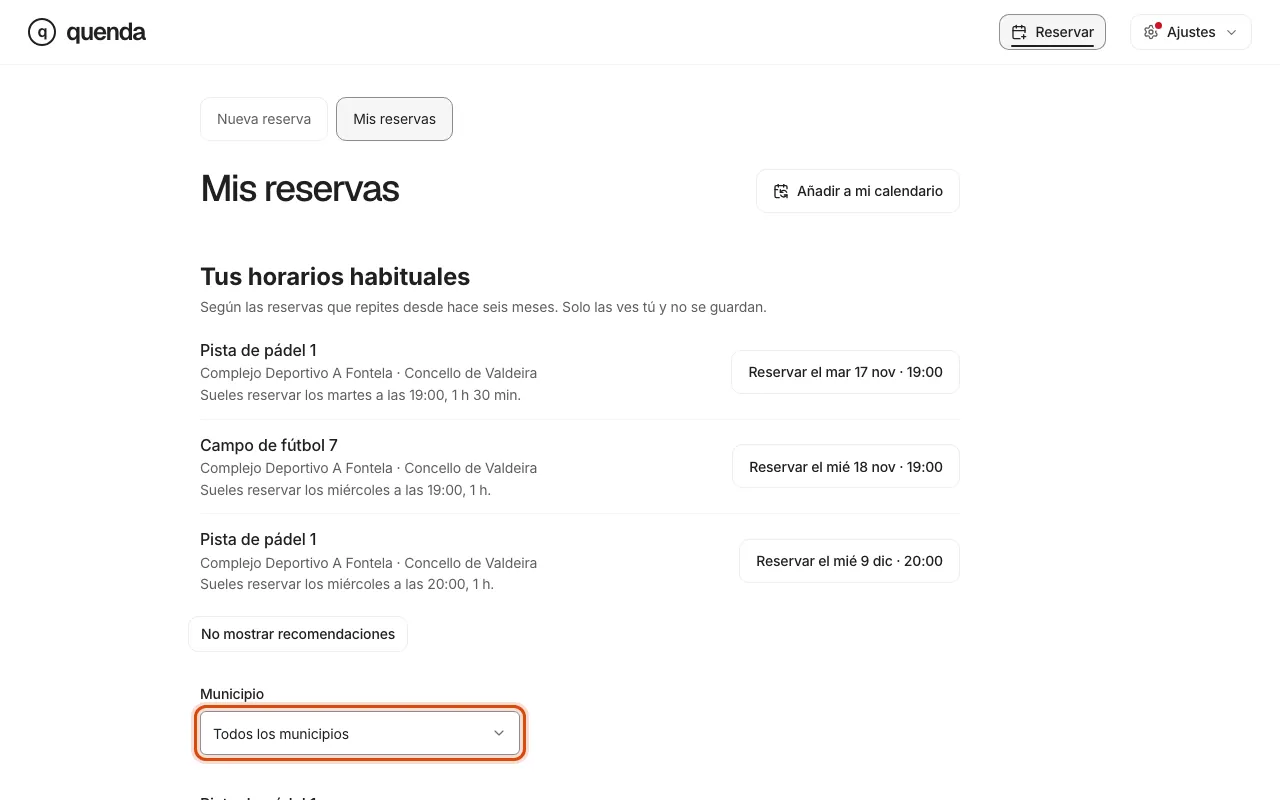 q quenda
Reservar
Ajustes
Nueva reserva
Mis reservas
Mis reservas
Añadir a mi calendario
Tus horarios habituales
Según las reservas que repites desde hace seis meses. Solo las ves tú y no se guardan.
Pista de pádel 1
Complejo Deportivo A Fontela · Concello de Valdeira
Sueles reservar los martes a las 19:00, 1 h 30 min.
Reservar el mar 17 nov · 19:00
Campo de fútbol 7
Complejo Deportivo A Fontela · Concello de Valdeira
Sueles reservar los miércoles a las 19:00, 1 h.
Reservar el mié 18 nov · 19:00
Pista de pádel 1
Complejo Deportivo A Fontela · Concello de Valdeira
Sueles reservar los miércoles a las 20:00, 1 h.
Reservar el mié 9 dic · 20:00
No mostrar recomendaciones
Municipio
Todos los municipios